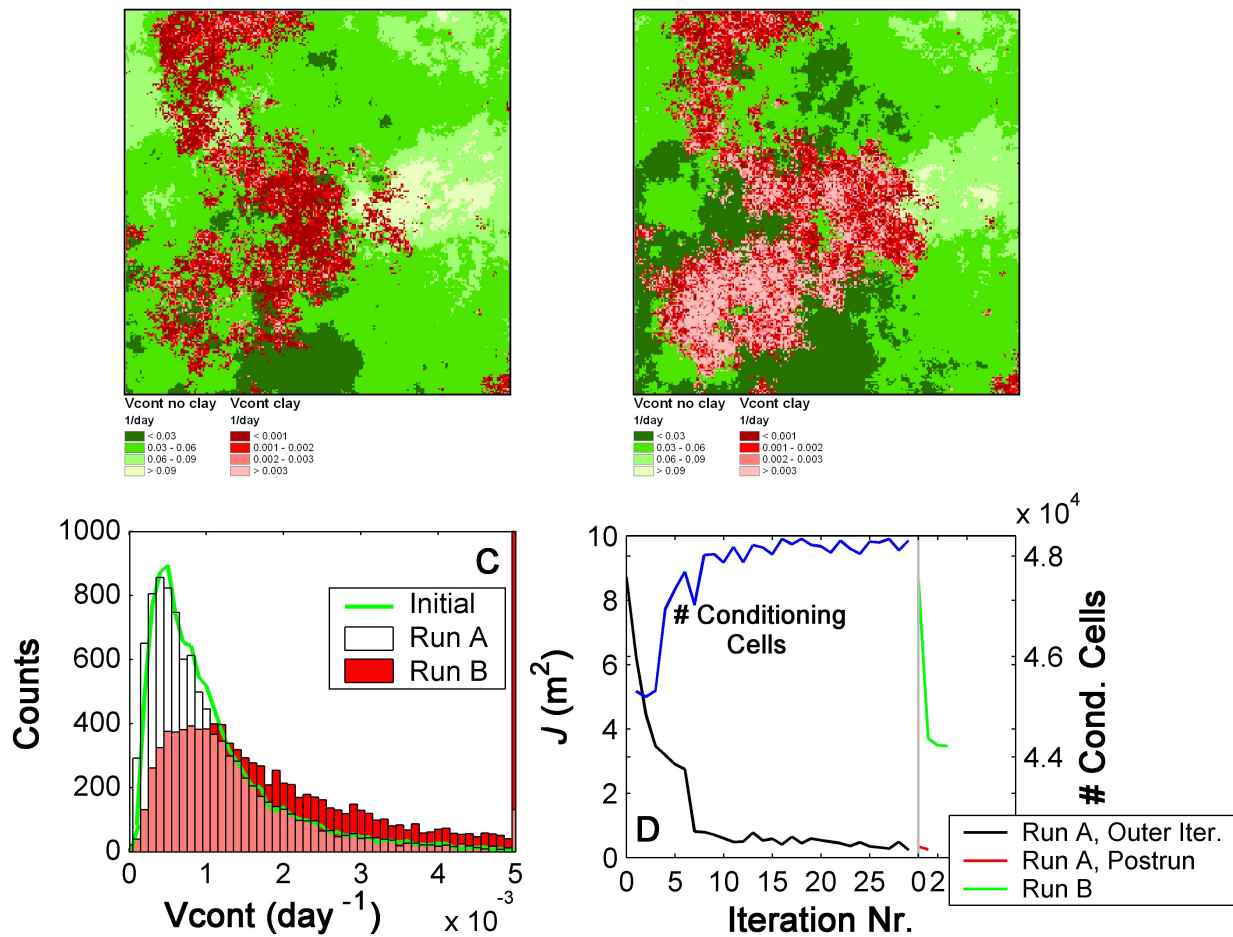 Vcont no clay Vcont clay
1/day 1/day
< 0.03 < 0.001
0.03 - 0.06 0.001 - 0.002
0.06 - 0.09 0.002 - 0.003
> 0.09 > 0.003
Vcont no clay Vcont clay
1/day 1/day
< 0.03 < 0.001
0.03 - 0.06 0.001 - 0.002
0.06 - 0.09 0.002 - 0.003
> 0.09 > 0.003
1000
800
600
400
200
0
Counts
C
Initial
Run A
Run B
0 1 2 3 4 5
Vcont (day -1)
x 10-3
x 104
10
8
6
4
2
0
J (m2)
# Conditioning
Cells
D
4.8
4.6
4.4
# Cond. Cells
0 5 10 15 20 25 0 2
Iteration Nr.
Run A, Outer Iter.
Run A, Postrun
Run B